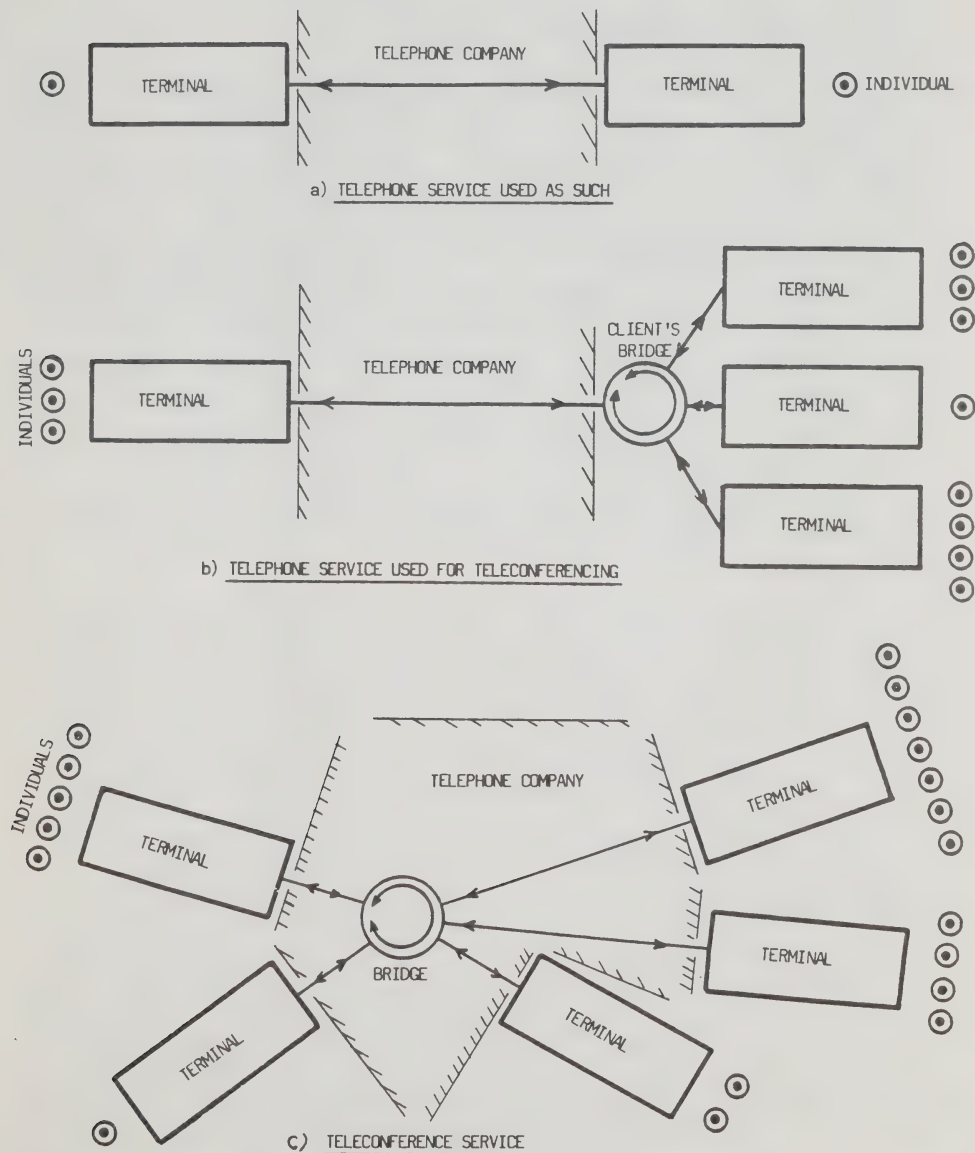 TELEPHONE COMPANY
TERMINAL
TERMINAL
INDIVIDUAL
a) TELEPHONE SERVICE USED AS SUCH
TERMINAL
CLIENT'S
BRIDGE
INDIVIDUALS
TELEPHONE COMPANY
TERMINAL
TERMINAL
TERMINAL
b) TELEPHONE SERVICE USED FOR TELECONFERENCING
INDIVIDUALS
TELEPHONE COMPANY
TERMINAL
TERMINAL
TERMINAL
BRIDGE
TERMINAL
TERMINAL
c) TELECONFERENCE SERVICE